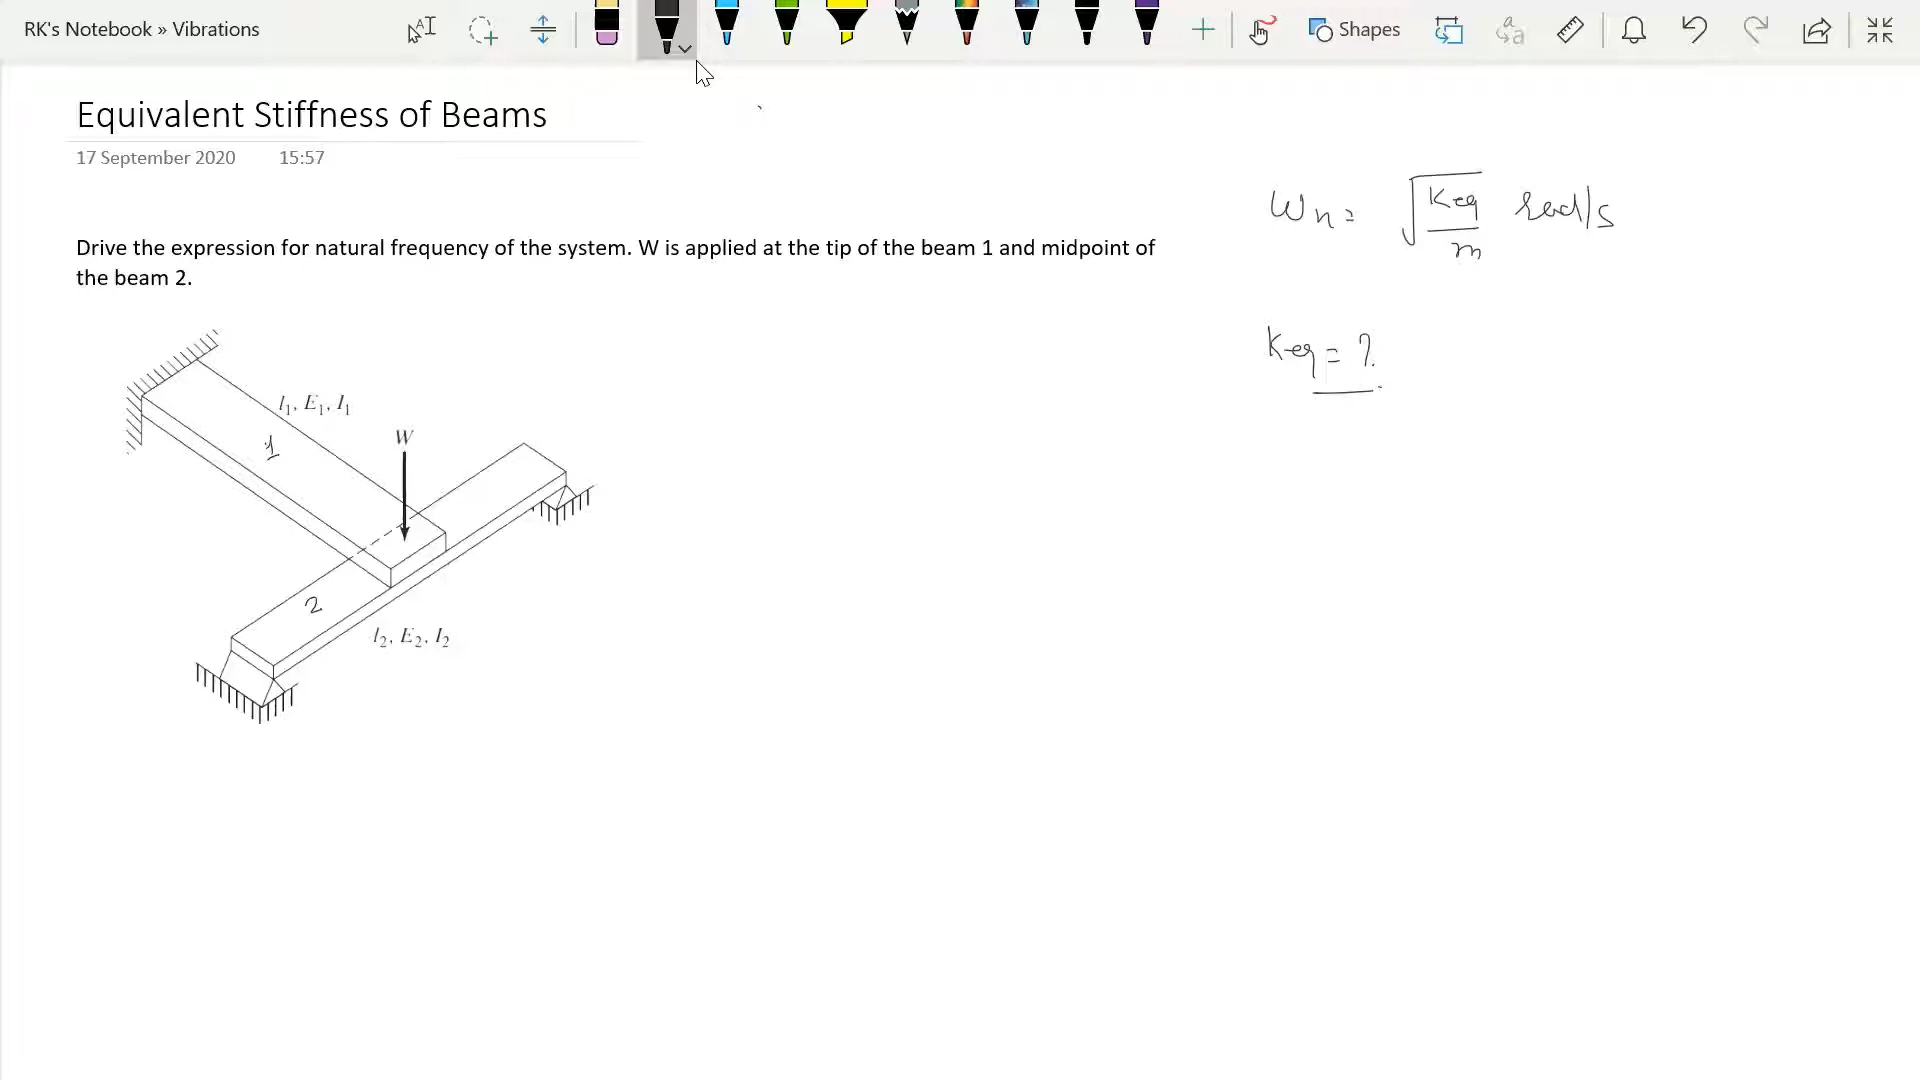 RK's Notebook » Vibrations
Shapes
Equivalent Stiffness of Beams
17 September 2020 15:57
Drive the expression for natural frequency of the system. W is applied at the tip of the beam 1 and midpoint of
the beam 2.
ωn = √(Keq/m) rad/s
Keq = ?
l₁, E₁, I₁
1
W
2
l₂, E₂, I₂